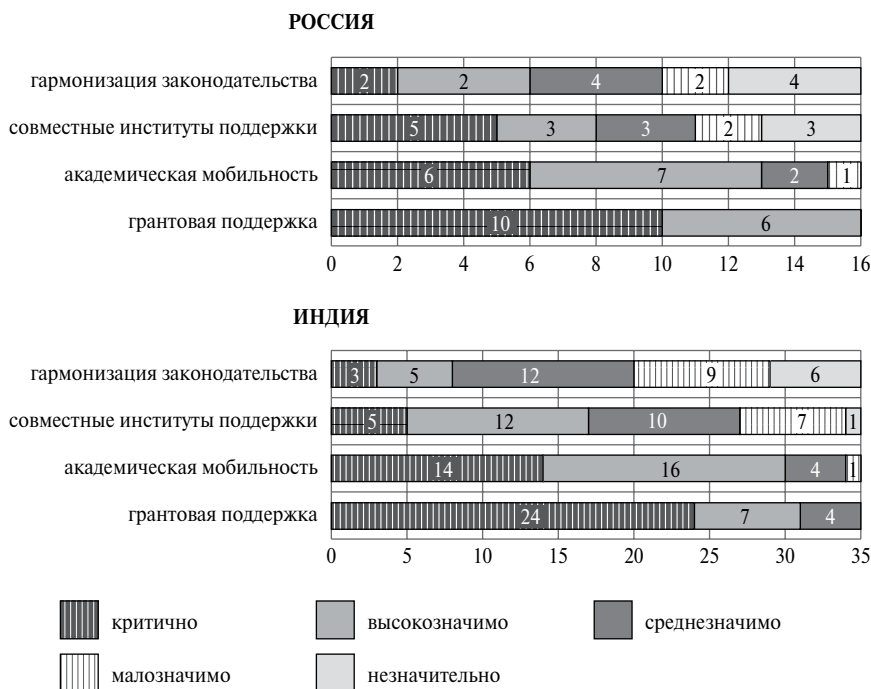 РОССИЯ
гармонизация законодательства 2 2 4 2 4
совместные институты поддержки 5 3 3 2 3
академическая мобильность 6 7 2 1
грантовая поддержка 10 6
0 2 4 6 8 10 12 14 16
ИНДИЯ
гармонизация законодательства 3 5 12 9 6
совместные институты поддержки 5 12 10 7 1
академическая мобильность 14 16 4 1
грантовая поддержка 24 7 4
0 5 10 15 20 25 30 35
критично высокозначимо среднезначимо
малозначимо незначительно